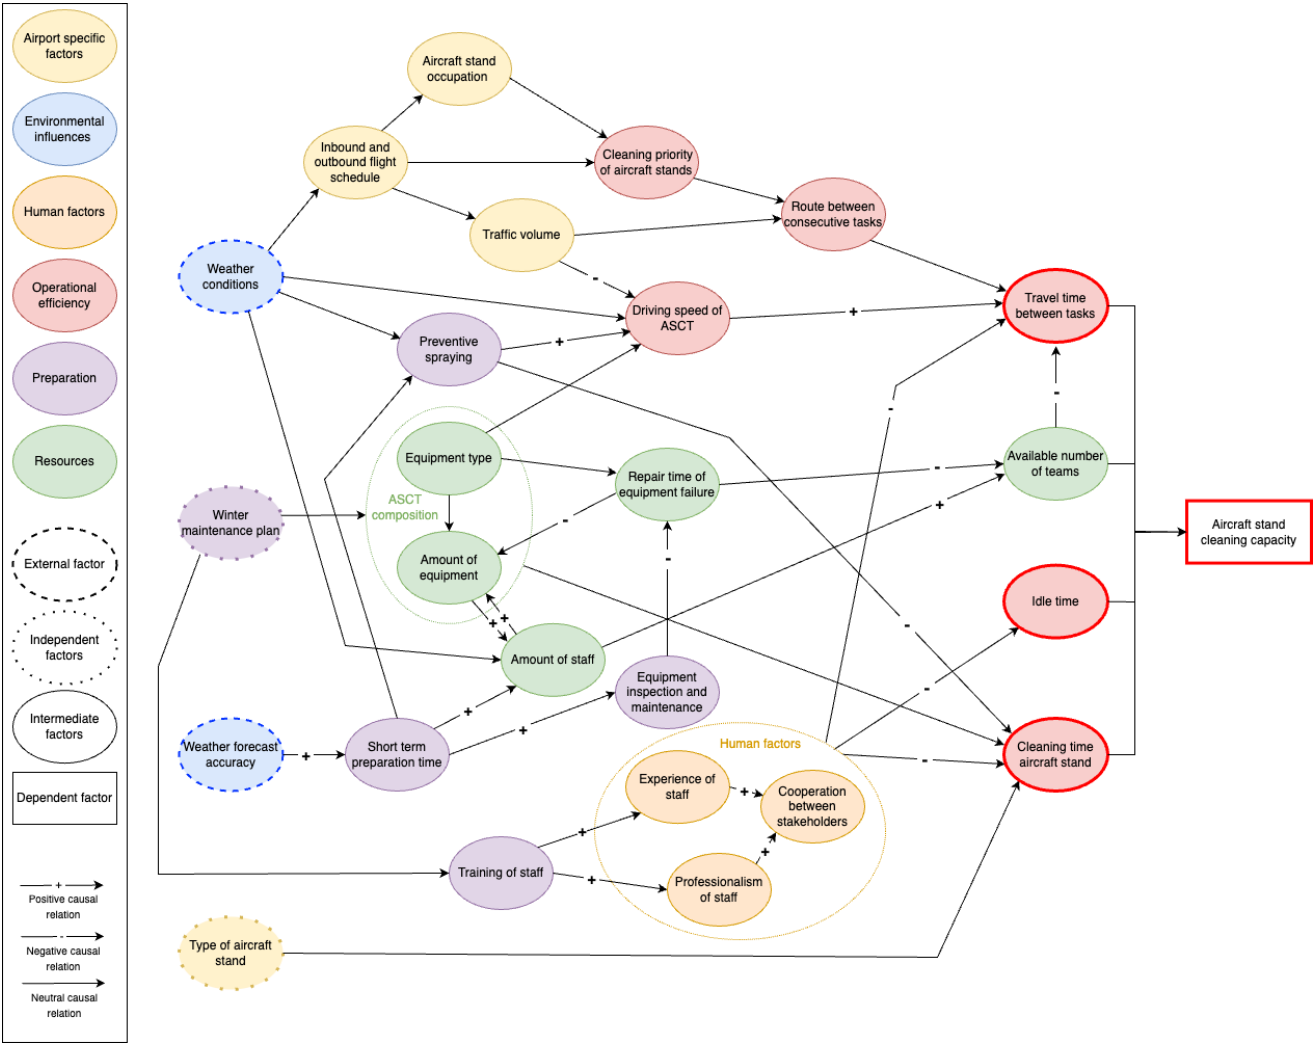 Airport specific
factors
Environmental
influences
Human factors
Operational
efficiency
Preparation
Resources
External factor
Independent
factors
Intermediate
factors
Dependent factor
+
Positive causal
relation
-
Negative causal
relation
Neutral causal
relation
Aircraft stand
occupation
Inbound and
outbound flight
schedule
Cleaning priority
of aircraft stands
Route between
consecutive tasks
Traffic volume
-
Weather
conditions
Driving speed of
ASCT
+
Travel time
between tasks
Preventive
spraying
+
-
-
Equipment type
ASCT
composition
Repair time of
equipment failure
-
Available number
of teams
+
Winter
maintenance plan
-
-
Amount of
equipment
Aircraft stand
cleaning capacity
+
+
Idle time
-
Amount of staff
Equipment
inspection and
maintenance
-
+
+
Weather forecast
accuracy
+
Short term
preparation time
Human factors
-
Cleaning time
aircraft stand
Experience of
staff
+
Cooperation
between
stakeholders
+
+
Training of staff
+
Professionalism
of staff
Type of aircraft
stand